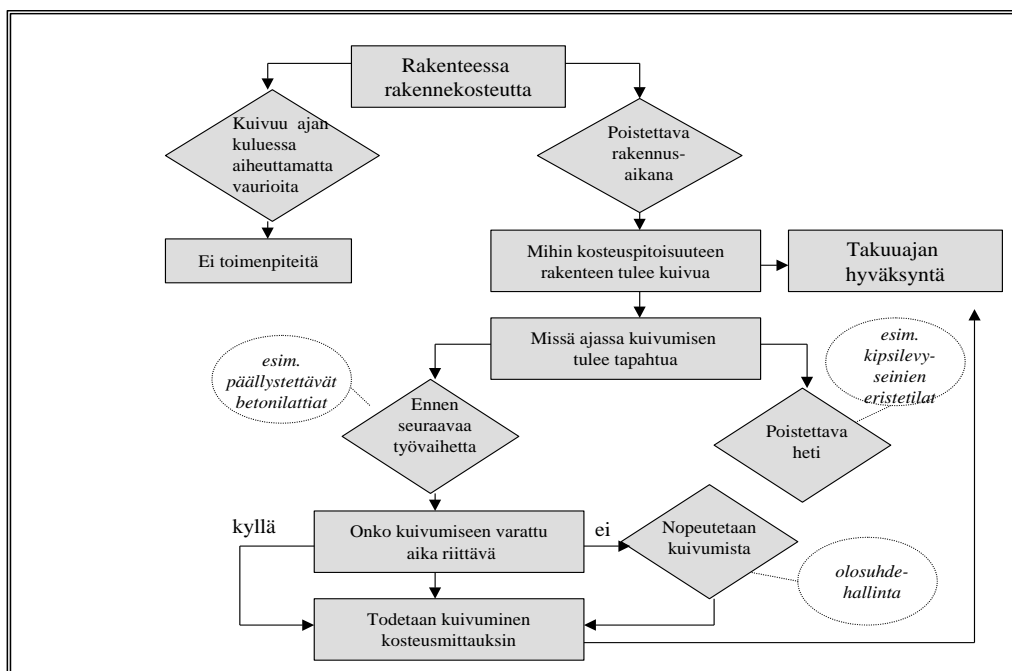 Rakenteessa
rakennekosteutta
Kuivuu ajan
kuluessa
aiheuttamatta
vaurioita
Poistettava
rakennus-
aikana
Ei toimenpiteitä
Mihin kosteuspitoisuuteen
rakenteen tulee kuivua
Takuuajan
hyväksyntä
Missä ajassa kuivumisen
tulee tapahtua
esim.
päällystettävät
betonilattiat
esim.
kipsilevy-
seinien
eristetilat
Ennen
seuraavaa
työvaihetta
Poistettava
heti
kyllä
Onko kuivumiseen varattu
aika riittävä
ei
Nopeutetaan
kuivumista
olosuhde-
hallinta
Todetaan kuivuminen
kosteusmittauksin